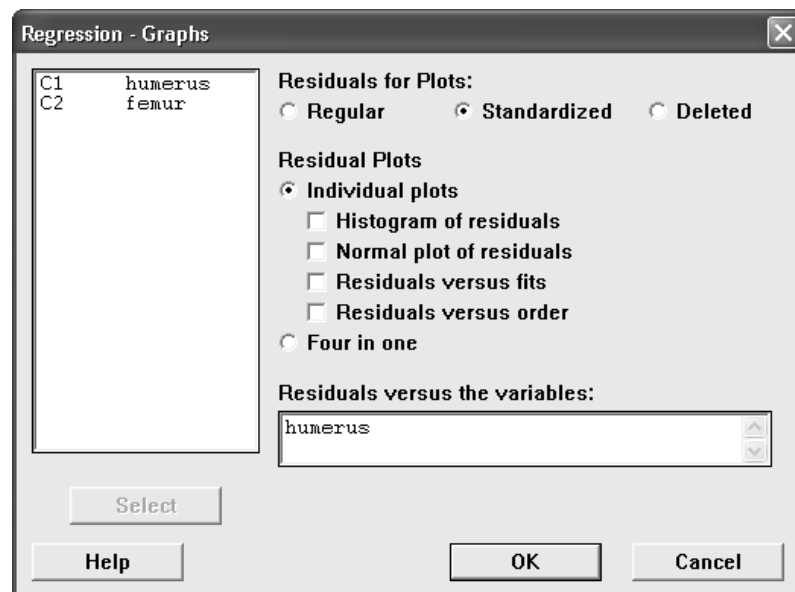 Regression - Graphs
C1 humerus
C2 femur
Residuals for Plots:
Regular Standardized Deleted
Residual Plots
Individual plots
Histogram of residuals
Normal plot of residuals
Residuals versus fits
Residuals versus order
Four in one
Residuals versus the variables:
humerus
Select
Help OK Cancel